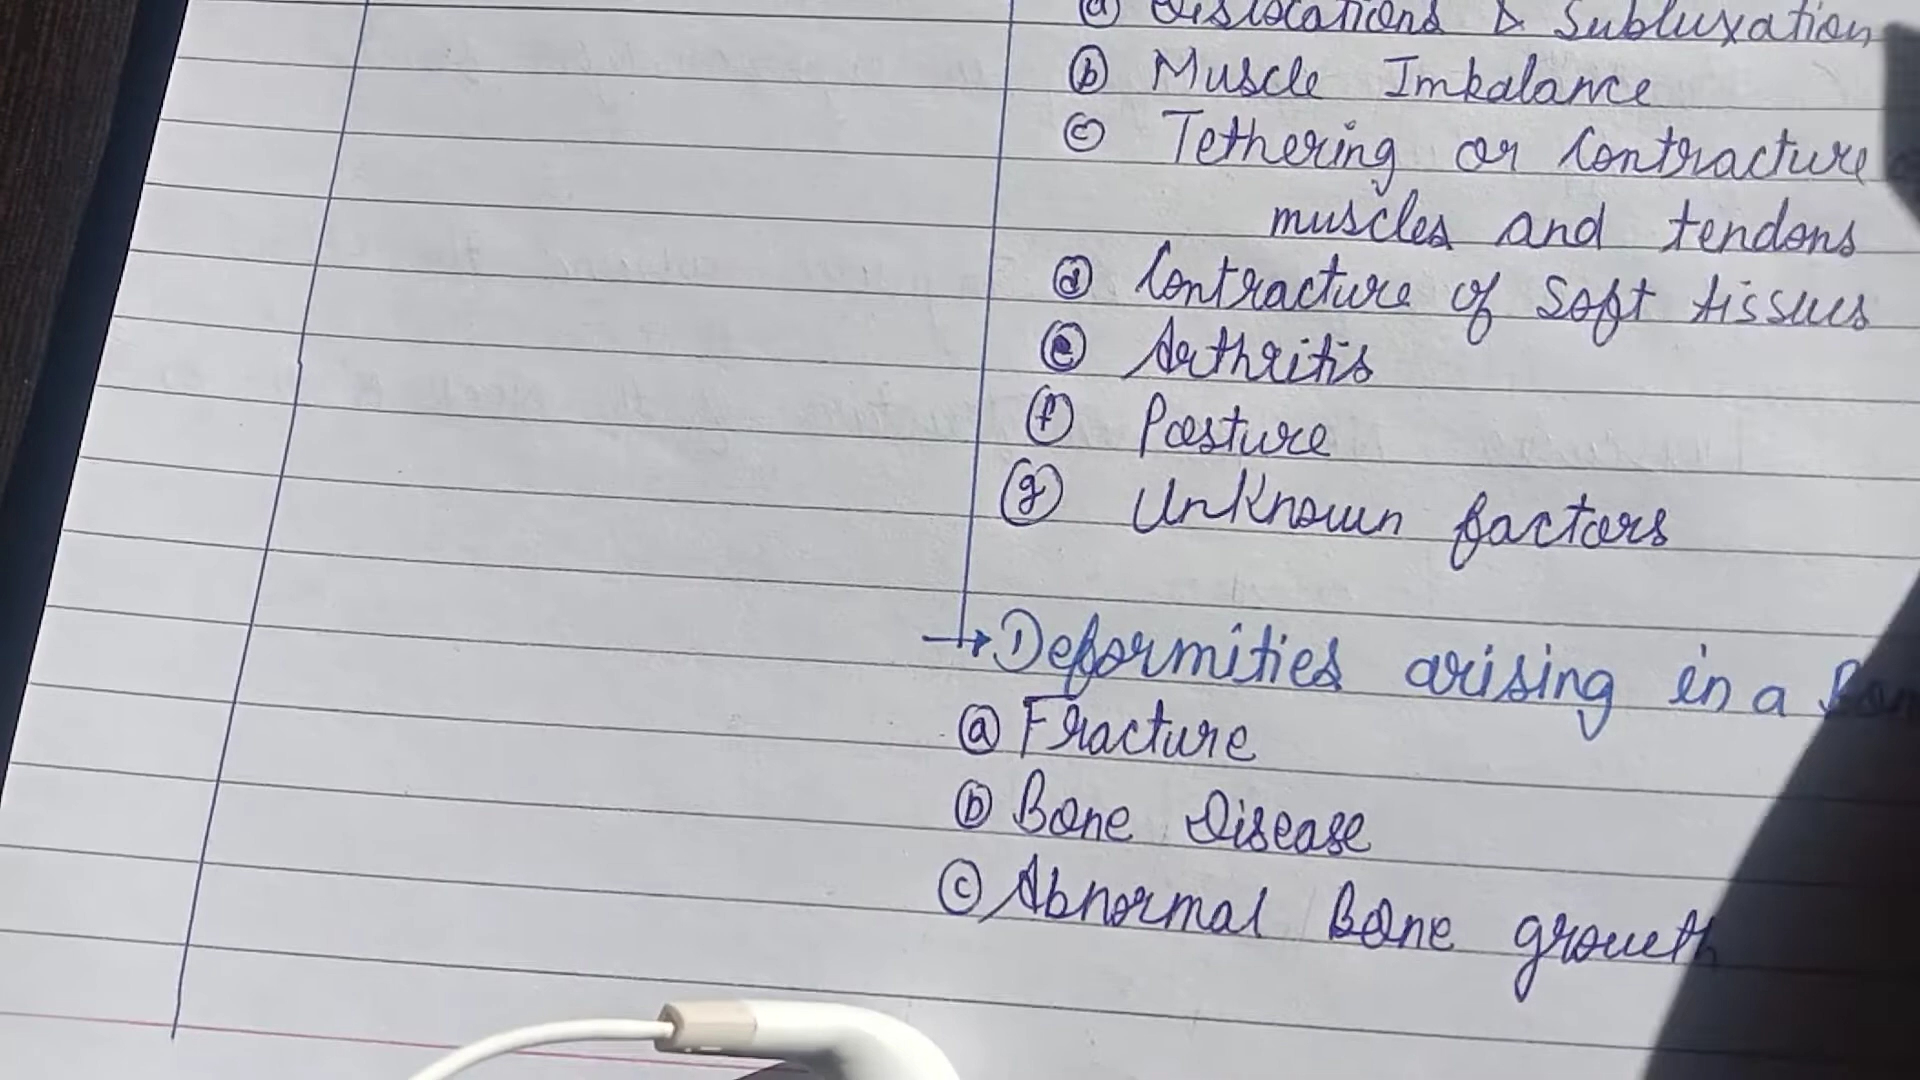 (a) Dislocations & Subluxation
(b) Muscle Imbalance
(c) Tethering or Contracture
muscles and tendons
(d) Contracture of Soft tissues
(e) Arthritis
(f) Posture
(g) Unknown factors
→ Deformities arising in a
(a) Fracture
(b) Bone Disease
(c) Abnormal Bone growth